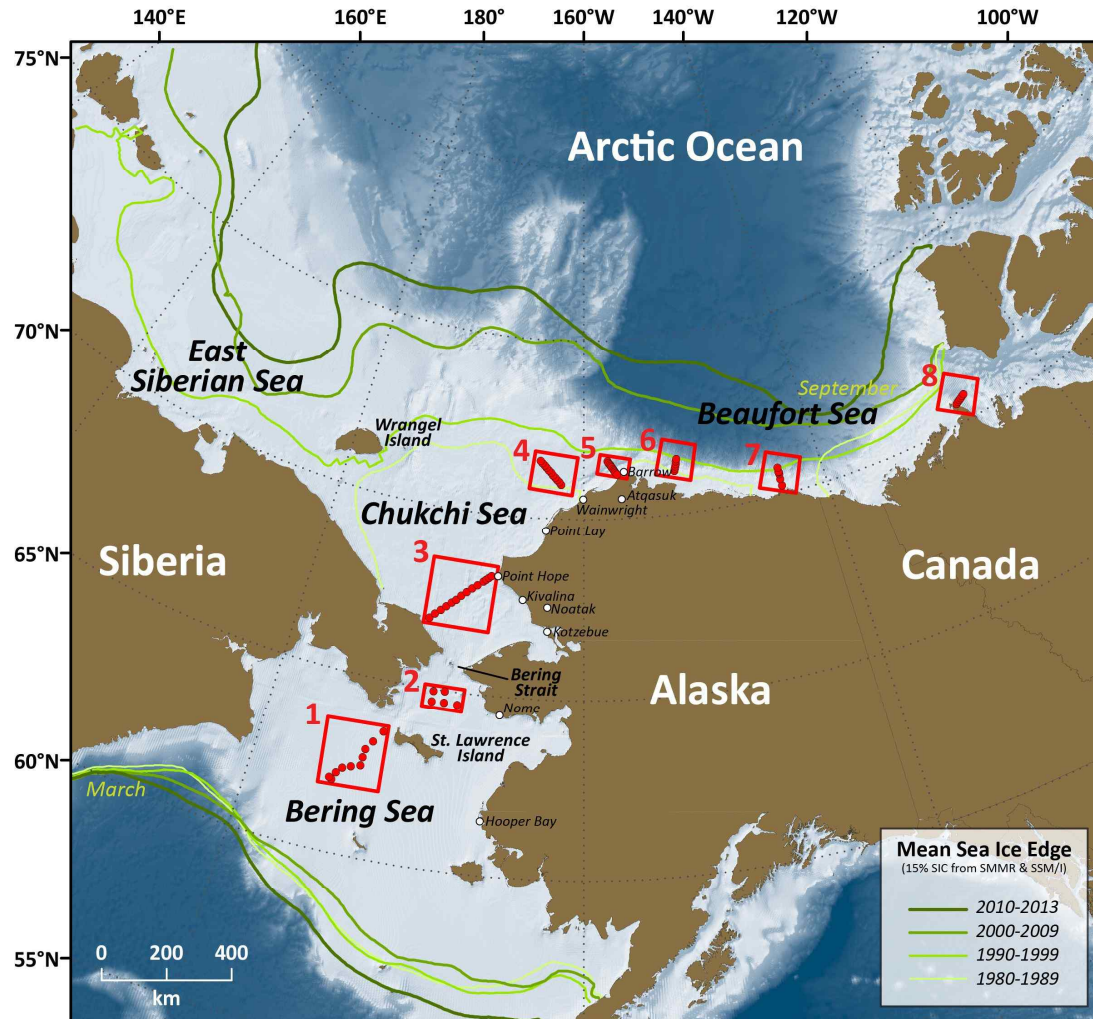 140°E 160°E 180° 160°W 140°W 120°W 100°W
75°N
Arctic Ocean
70°N
East
Siberian Sea
September
8
Beaufort Sea
Wrangel
Island
4
5
6
7
Barrow
Atqasuk
Wainwright
Chukchi Sea
Point Lay
65°N
Siberia
3
Point Hope
Canada
Kivalina
Noatak
Kotzebue
Bering
Strait
Alaska
2
Nome
1
St. Lawrence
Island
60°N
March
Bering Sea
Hooper Bay
Mean Sea Ice Edge
(15% SIC from SMMR & SSM/I)
2010-2013
2000-2009
1990-1999
1980-1989
0 200 400
km
55°N